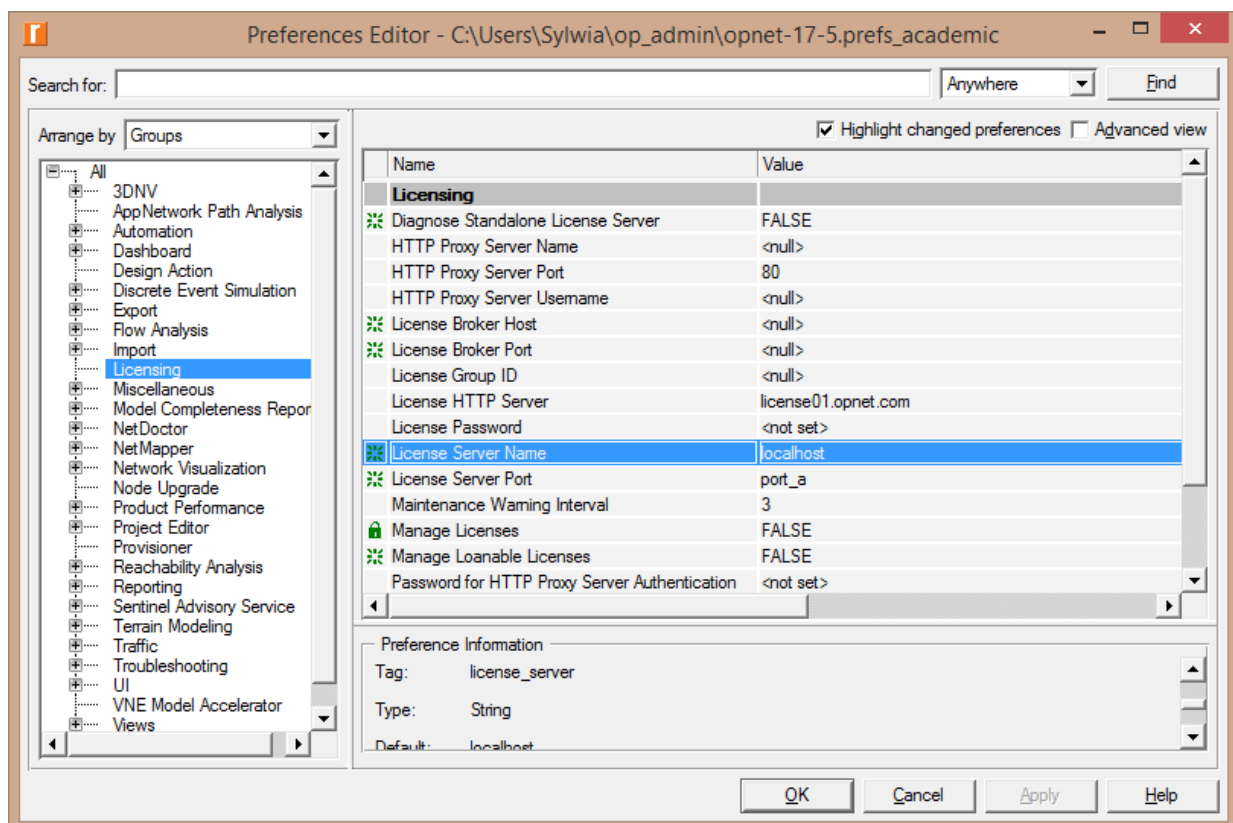 r Preferences Editor - C:\Users\Sylwia\op_admin\opnet-17-5.prefs_academic
Search for: Anywhere Find
Arrange by Groups
Highlight changed preferences Advanced view
All
3DNV
AppNetwork Path Analysis
Automation
Dashboard
Design Action
Discrete Event Simulation
Export
Flow Analysis
Import
Licensing
Miscellaneous
Model Completeness Repor
NetDoctor
NetMapper
Network Visualization
Node Upgrade
Product Performance
Project Editor
Provisioner
Reachability Analysis
Reporting
Sentinel Advisory Service
Terrain Modeling
Traffic
Troubleshooting
UI
VNE Model Accelerator
Views
Name Value
Licensing
Diagnose Standalone License Server FALSE
HTTP Proxy Server Name <null>
HTTP Proxy Server Port 80
HTTP Proxy Server Username <null>
License Broker Host <null>
License Broker Port <null>
License Group ID <null>
License HTTP Server license01.opnet.com
License Password <not set>
License Server Name localhost
License Server Port port_a
Maintenance Warning Interval 3
Manage Licenses FALSE
Manage Loanable Licenses FALSE
Password for HTTP Proxy Server Authentication <not set>
Preference Information
Tag: license_server
Type: String
Default: localhost
OK Cancel Apply Help